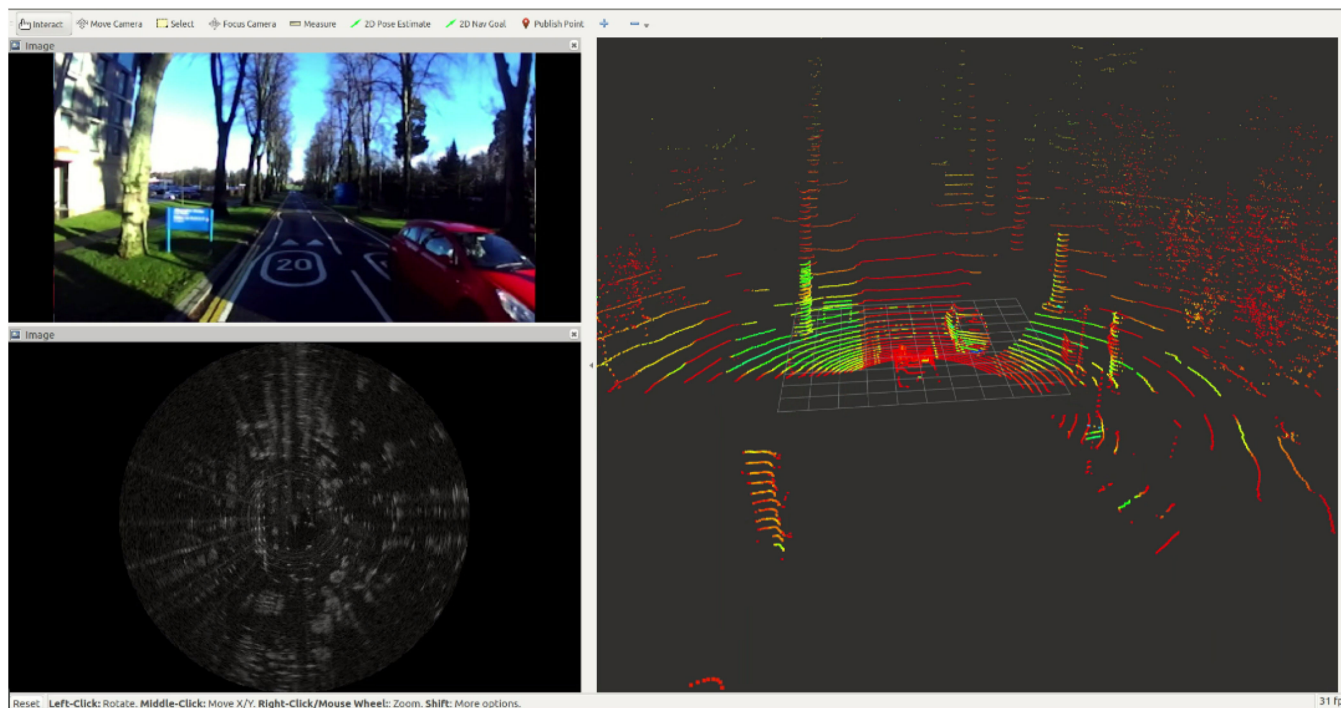 Interact Move Camera Select Focus Camera Measure 2D Pose Estimate 2D Nav Goal Publish Point
Image
20
Image
Reset Left-Click: Rotate. Middle-Click: Move X/Y. Right-Click/Mouse Wheel:: Zoom. Shift: More options.
31 fp